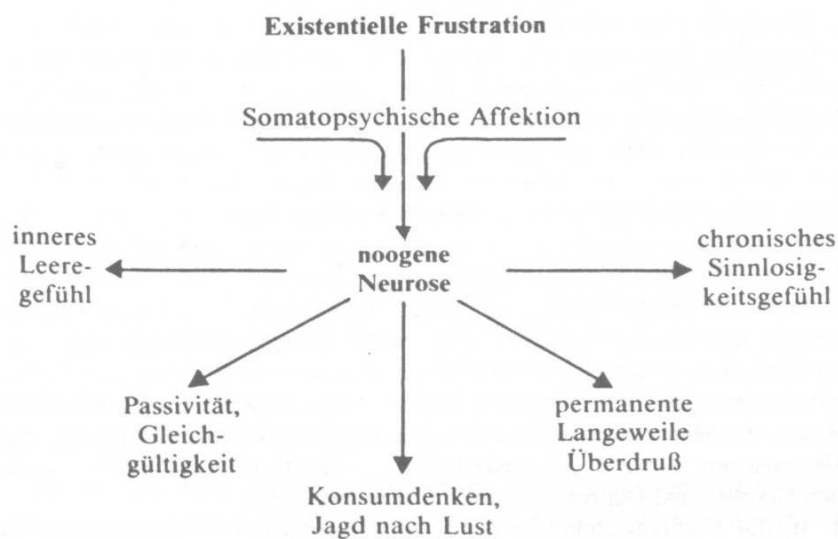 Existentielle Frustration
Somatopsychische Affektion
inneres
Leere-
gefühl
noogene
Neurose
chronisches
Sinnlosig-
keitsgefühl
Passivität,
Gleich-
gültigkeit
permanente
Langeweile
Überdruß
Konsumdenken,
Jagd nach Lust